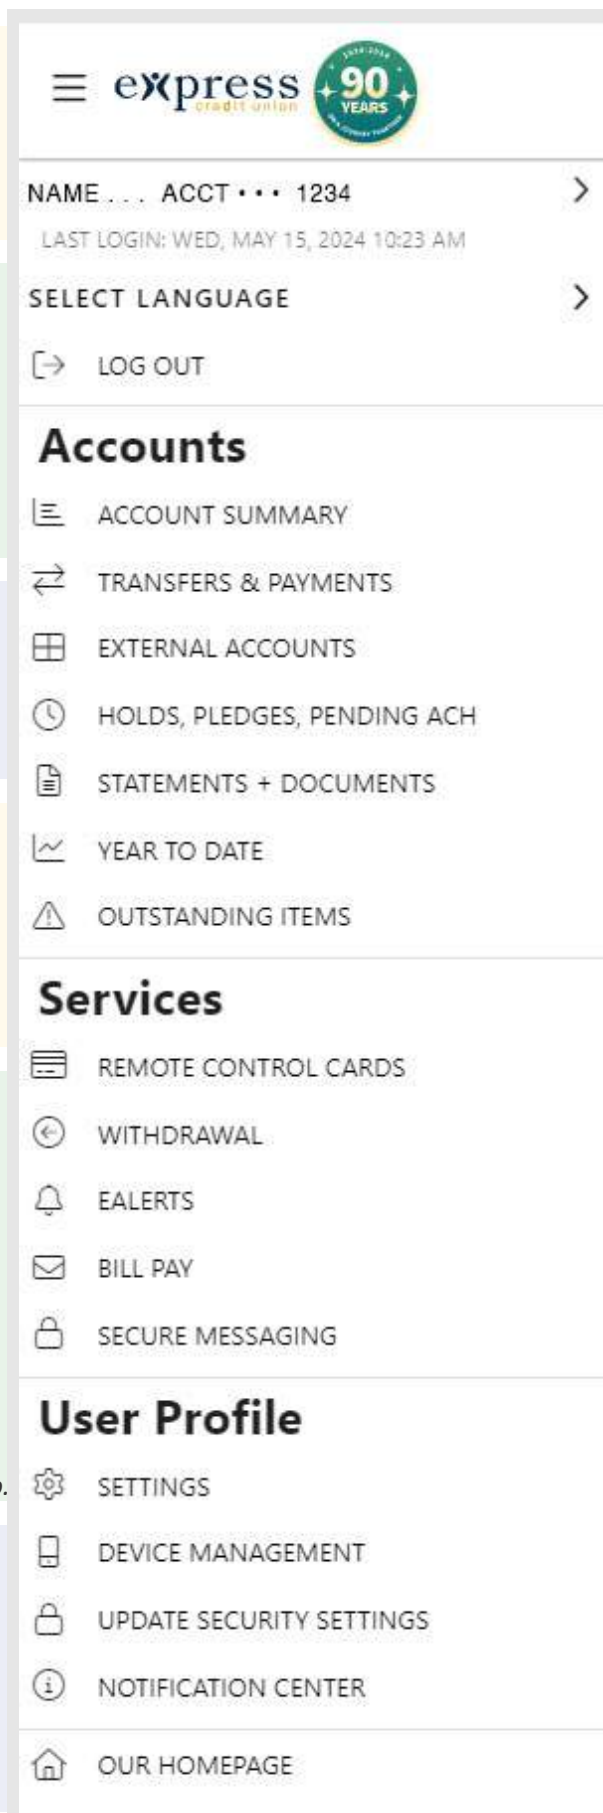 express
credit union
1934-2024
90
YEARS
NAME . . . ACCT • • • 1234
LAST LOGIN: WED, MAY 15, 2024 10:23 AM
SELECT LANGUAGE
LOG OUT
Accounts
ACCOUNT SUMMARY
TRANSFERS & PAYMENTS
EXTERNAL ACCOUNTS
HOLDS, PLEDGES, PENDING ACH
STATEMENTS + DOCUMENTS
YEAR TO DATE
OUTSTANDING ITEMS
Services
REMOTE CONTROL CARDS
WITHDRAWAL
EALERTS
BILL PAY
SECURE MESSAGING
User Profile
SETTINGS
DEVICE MANAGEMENT
UPDATE SECURITY SETTINGS
NOTIFICATION CENTER
OUR HOMEPAGE